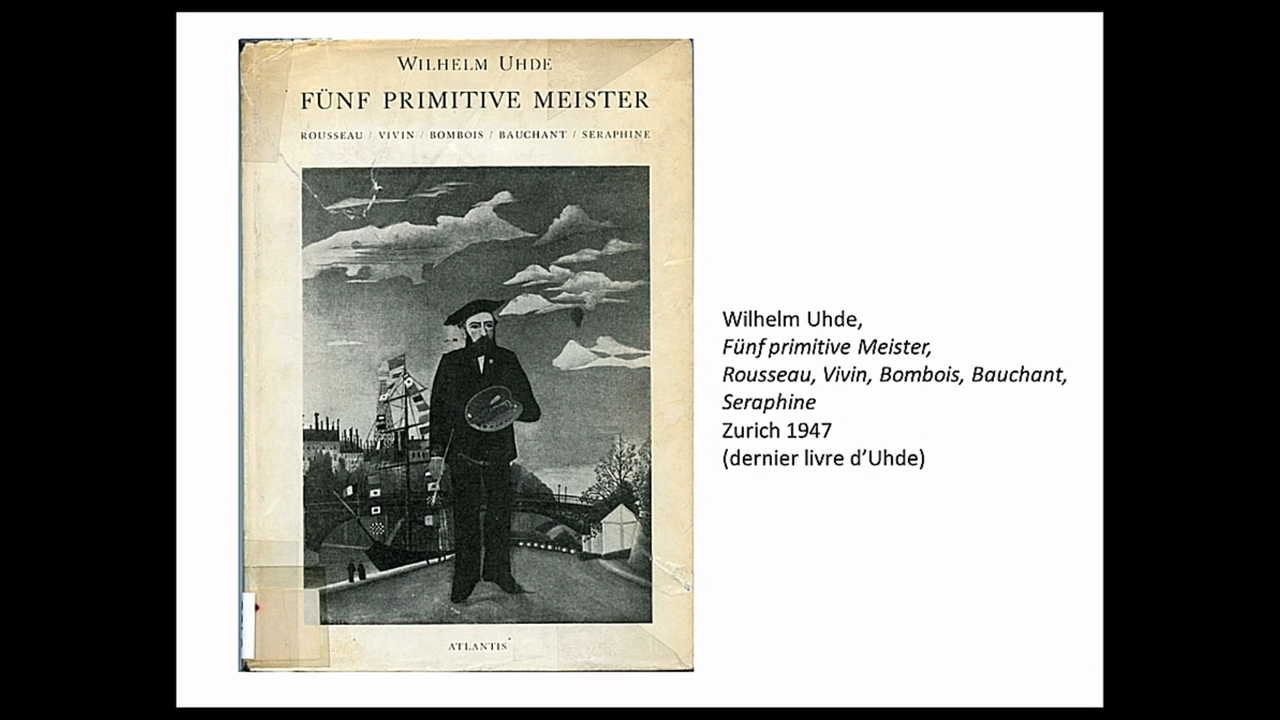 WILHELM UHDE
FÜNF PRIMITIVE MEISTER
ROUSSEAU / VIVIN / BOMBOIS / BAUCHANT / SERAPHINE
ATLANTIS
Wilhelm Uhde,
Fünf primitive Meister,
Rousseau, Vivin, Bombois, Bauchant,
Seraphine
Zurich 1947
(dernier livre d'Uhde)